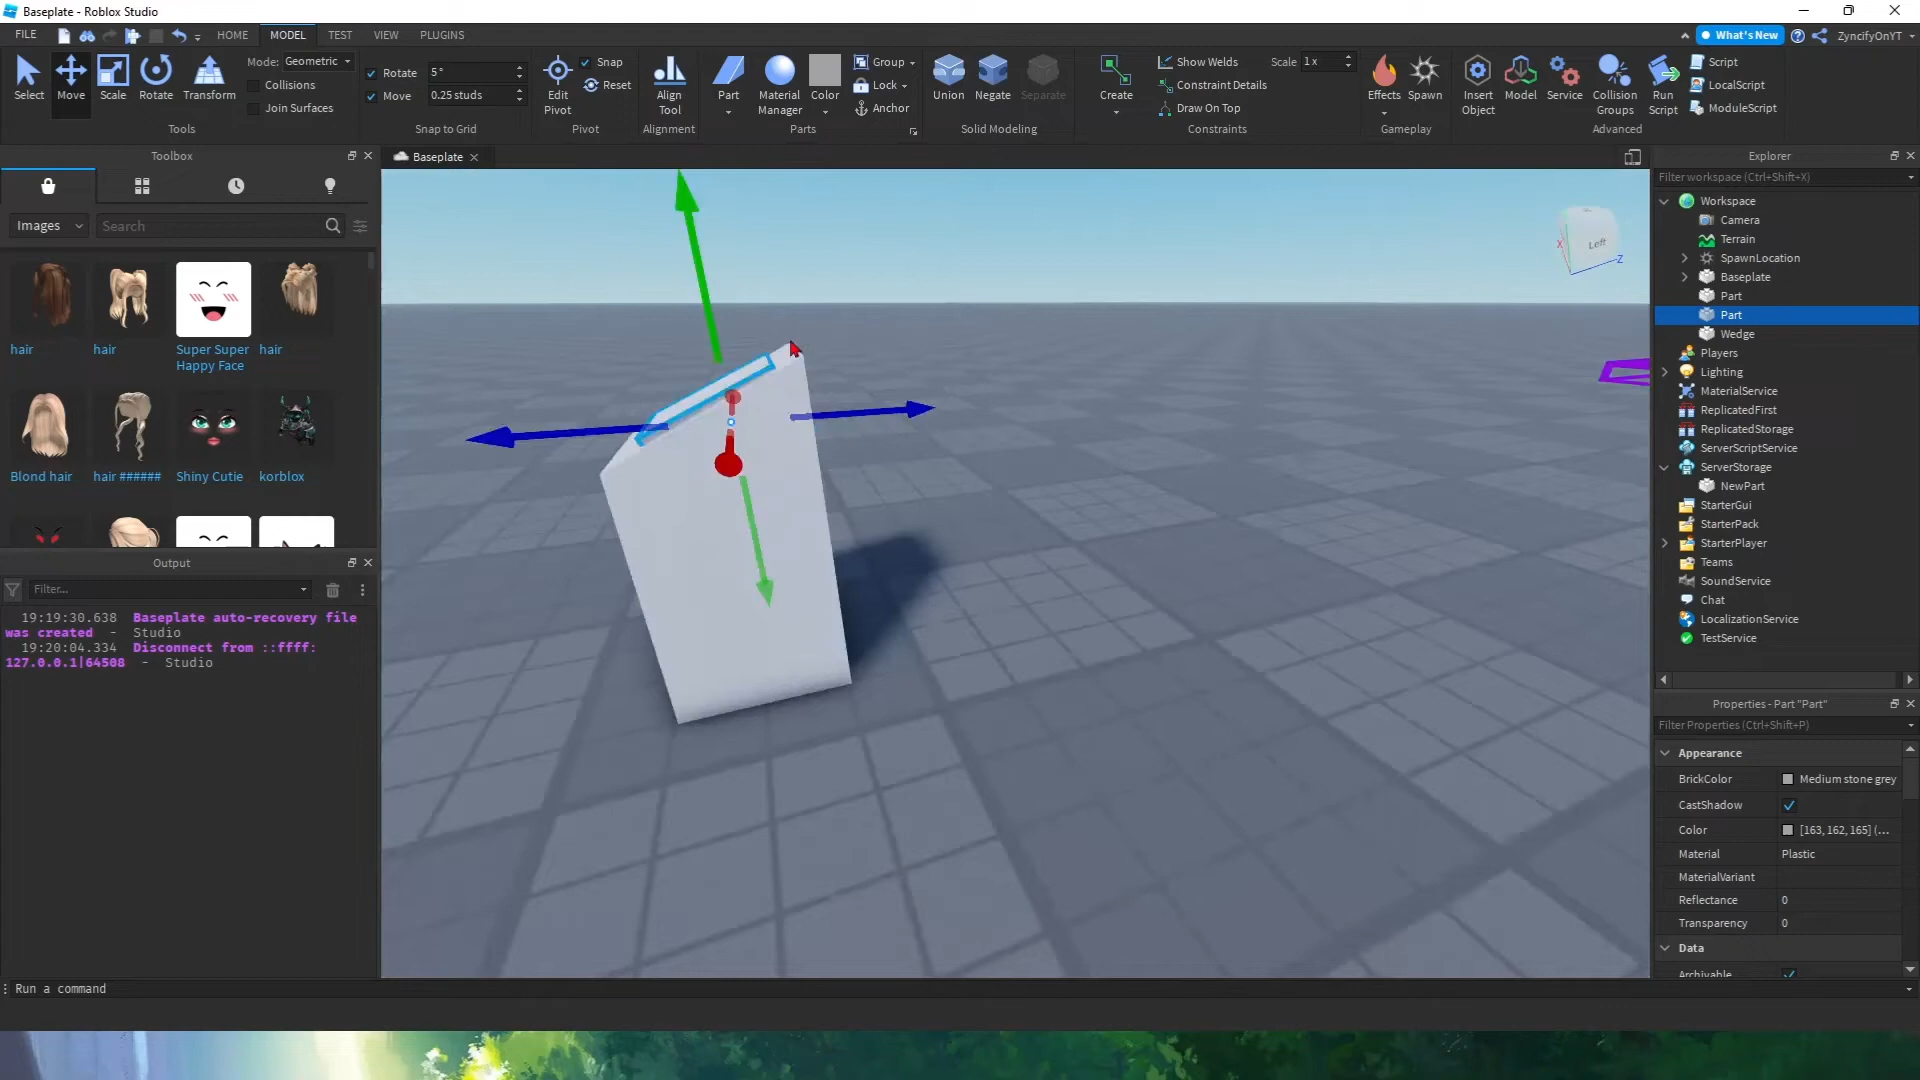 Baseplate - Roblox Studio
FILE
HOME
MODEL
TEST
VIEW
PLUGINS
What's New
ZyncifyOnYT
Select
Move
Scale
Rotate
Transform
Mode: Geometric
Collisions
Join Surfaces
Tools
Rotate 5°
Move 0.25 studs
Snap to Grid
Edit Pivot
Snap
Reset
Pivot
Align Tool
Alignment
Part
Material Manager
Color
Group
Lock
Anchor
Parts
Union
Negate
Separate
Solid Modeling
Create
Show Welds
Scale 1 x
Constraint Details
Draw On Top
Constraints
Effects
Spawn
Gameplay
Insert Object
Model
Service
Collision Groups
Run Script
Script
LocalScript
ModuleScript
Advanced
Toolbox
Images
Search
hair
hair
Super Super Happy Face
hair
Blond hair
hair ######
Shiny Cutie
korblox
Output
Filter...
19:19:30.638 Baseplate auto-recovery file
was created - Studio
19:20:04.334 Disconnect from ::ffff:
127.0.0.1|64508 - Studio
Baseplate
Left
X
Z
Explorer
Filter workspace (Ctrl+Shift+X)
Workspace
Camera
Terrain
SpawnLocation
Baseplate
Part
Part
Wedge
Players
Lighting
MaterialService
ReplicatedFirst
ReplicatedStorage
ServerScriptService
ServerStorage
NewPart
StarterGui
StarterPack
StarterPlayer
Teams
SoundService
Chat
LocalizationService
TestService
Properties - Part "Part"
Filter Properties (Ctrl+Shift+P)
Appearance
BrickColor Medium stone grey
CastShadow
Color [163, 162, 165] (...
Material Plastic
MaterialVariant
Reflectance 0
Transparency 0
Data
Archivable
Run a command